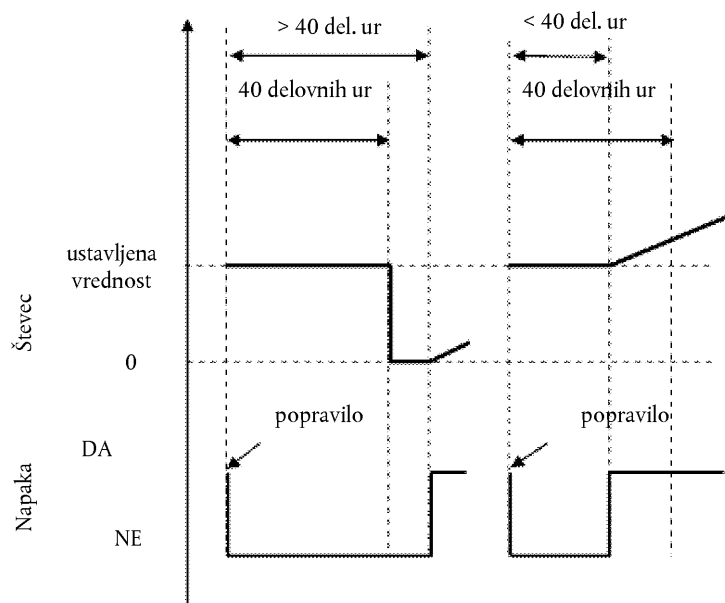 > 40 del. ur
< 40 del. ur
40 delovnih ur
40 delovnih ur
ustavljena
vrednost
Števec
0
popravilo
popravilo
DA
Napaka
NE